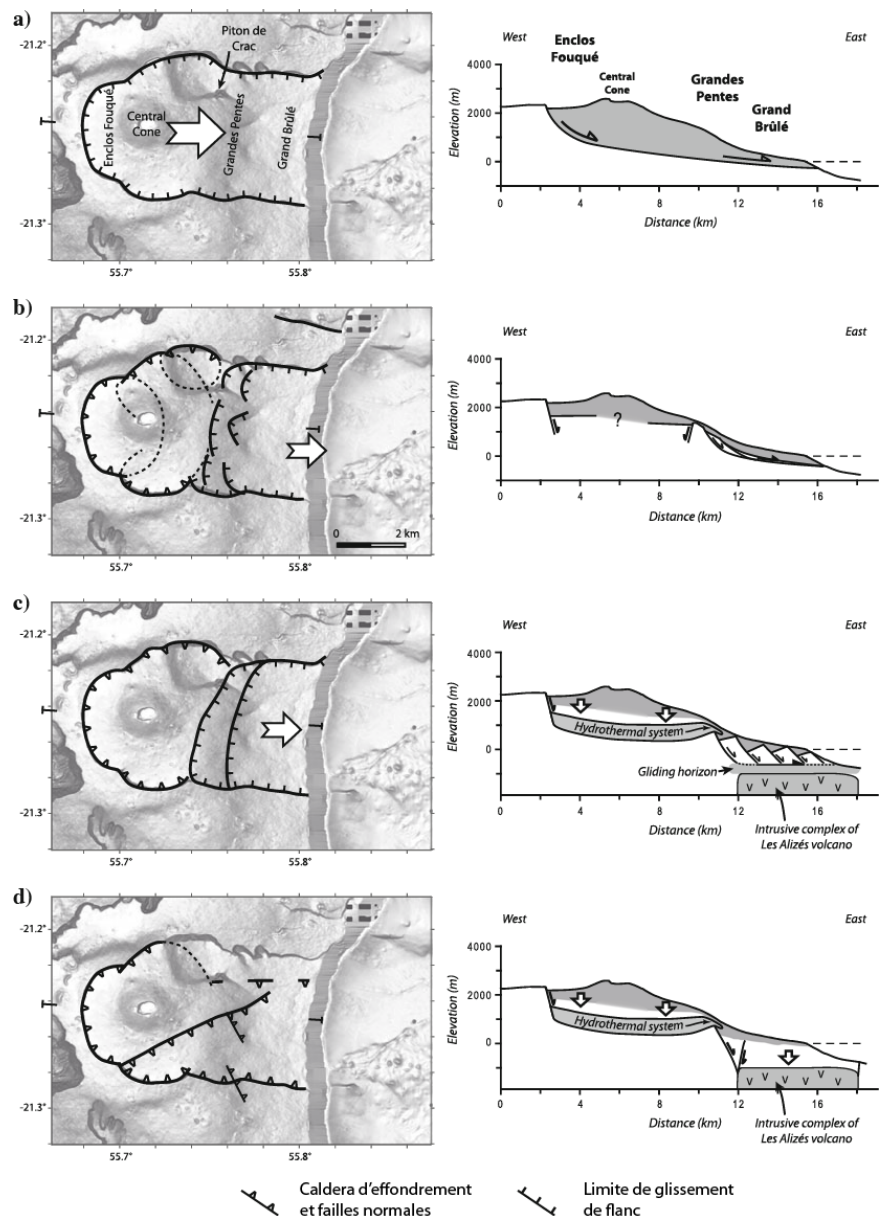 a)
-21.2°
-21.3°
55.7°
55.8°
Piton de
Crac
Enclos Fouqué
Central
Cone
Grandes Pentes
Grand Brûlé
West
East
Enclos
Fouqué
Central
Cone
Grandes
Pentes
Grand
Brûlé
Elevation (m)
4000
2000
0
0
4
8
12
16
Distance (km)
b)
-21.2°
-21.3°
55.7°
55.8°
0
2 km
West
East
Elevation (m)
4000
2000
0
?
0
4
8
12
16
Distance (km)
c)
-21.2°
-21.3°
55.7°
55.8°
West
East
Elevation (m)
4000
2000
0
Hydrothermal system
Gliding horizon
V V V V V
0
4
8
12
16
Distance (km)
Intrusive complex of
Les Alizés volcano
d)
-21.2°
-21.3°
55.7°
55.8°
West
East
Elevation (m)
4000
2000
0
Hydrothermal system
V V V V V
0
4
8
12
16
Distance (km)
Intrusive complex of
Les Alizés volcano
Caldera d'effondrement
et failles normales
Limite de glissement
de flanc